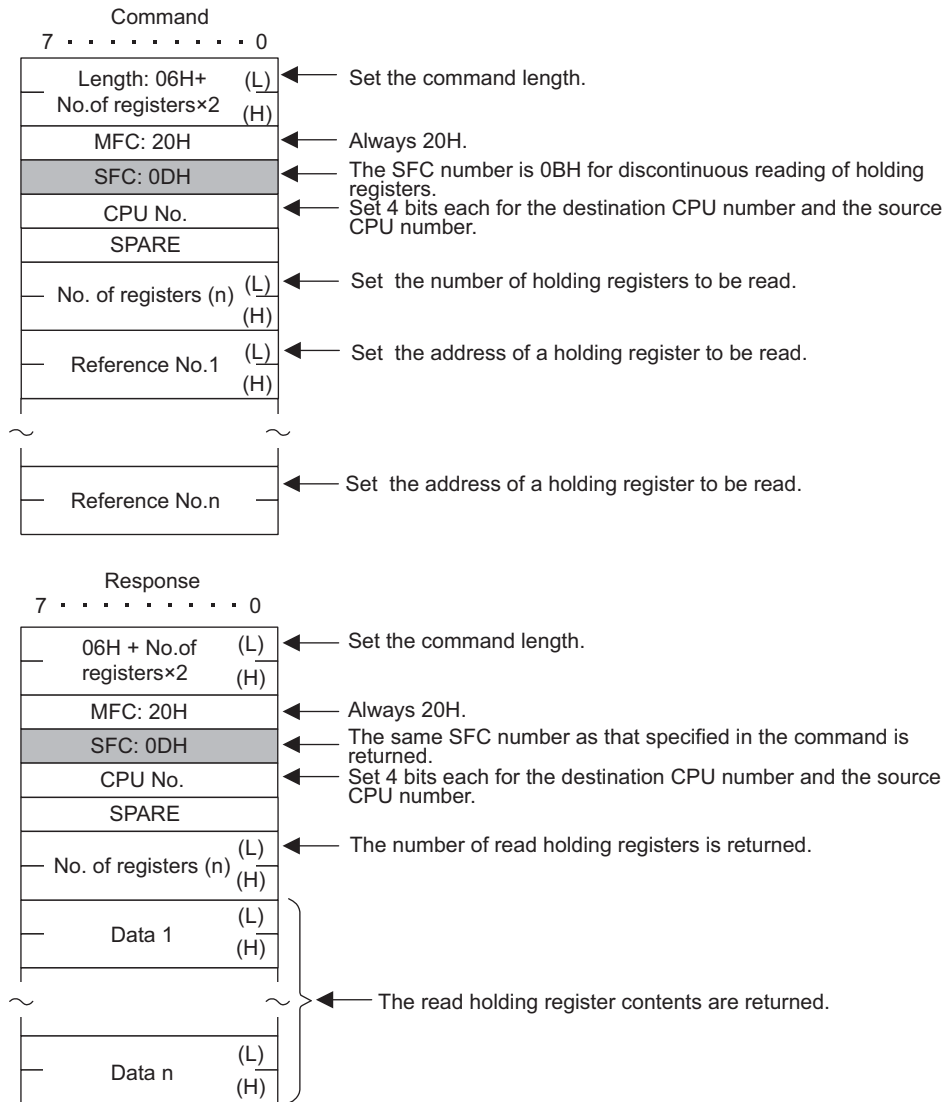 Command
7 · · · · · · · · · 0
Length: 06H+ (L) Set the command length.
No.of registers×2 (H)
MFC: 20H Always 20H.
SFC: 0DH The SFC number is 0BH for discontinuous reading of holding
registers.
CPU No. Set 4 bits each for the destination CPU number and the source
CPU number.
SPARE
No. of registers (n) (L) Set the number of holding registers to be read.
(H)
Reference No.1 (L) Set the address of a holding register to be read.
(H)
Reference No.n Set the address of a holding register to be read.
Response
7 · · · · · · · · · 0
06H + No.of (L) Set the command length.
registers×2 (H)
MFC: 20H Always 20H.
SFC: 0DH The same SFC number as that specified in the command is
returned.
CPU No. Set 4 bits each for the destination CPU number and the source
CPU number.
SPARE
No. of registers (n) (L) The number of read holding registers is returned.
(H)
Data 1 (L)
(H)
The read holding register contents are returned.
Data n (L)
(H)